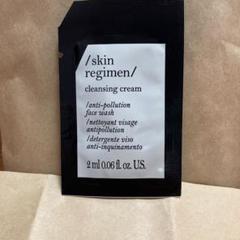 /skin
regimen/
cleansing cream
/anti-pollution
face wash
/nettoyant visage
antipollution
/detergente viso
anti-inquinamento
2 ml 0.06 fl. oz. US.